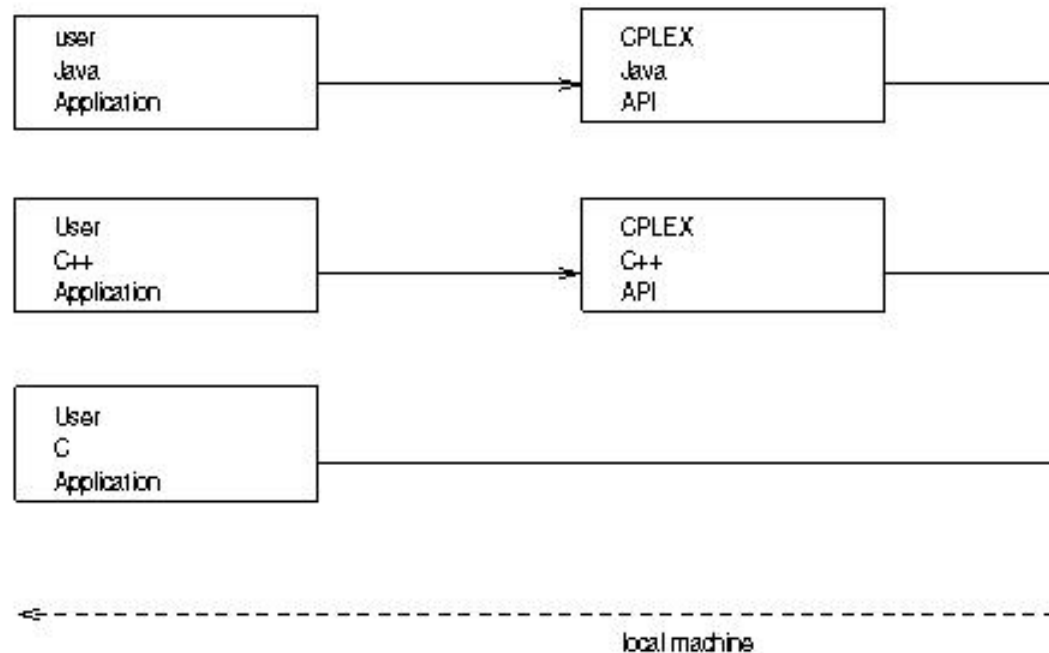 user
Java
Application
CPLEX
Java
API
User
C++
Application
CPLEX
C++
API
User
C
Application
local machine